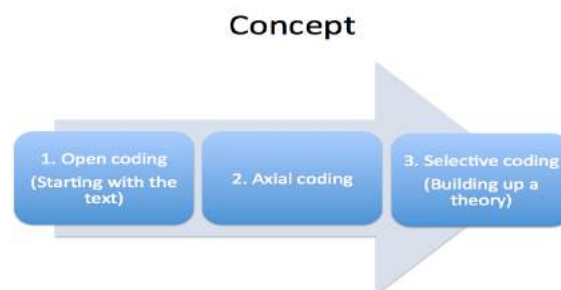 Concept
1. Open coding
(Starting with the
text)
2. Axial coding
3. Selective coding
(Building up a
theory)